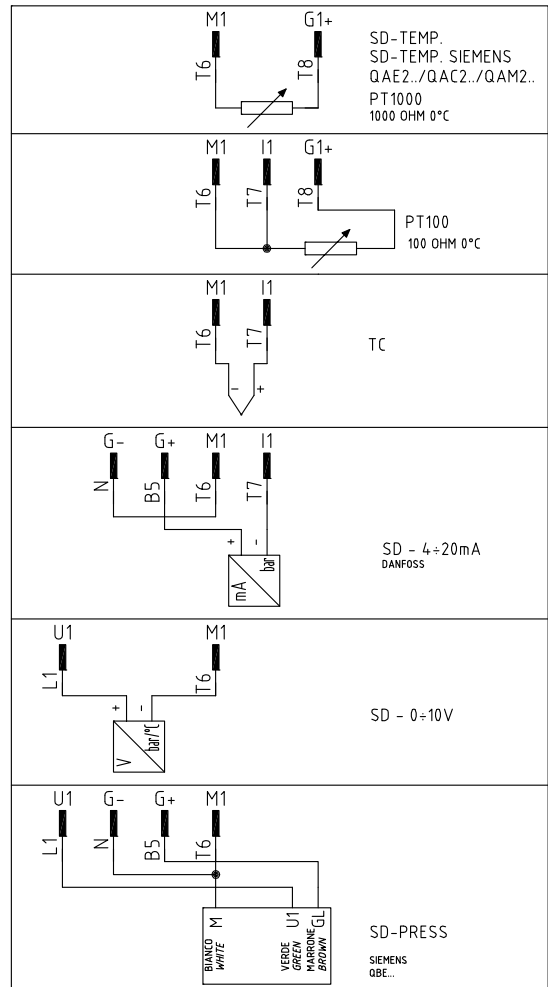 M1 G1+
T6 T8
SD-TEMP.
SD-TEMP. SIEMENS
QAE2../QAC2../QAM2..
PT1000
1000 OHM 0°C
M1 I1 G1+
T6 T7 T8
PT100
100 OHM 0°C
M1 I1
T6 T7
- +
TC
G- G+ M1 I1
N B5 T6 T7
+ -
mA bar
SD - 4÷20mA
DANFOSS
U1 M1
L1 T6
+ -
V bar/°C
SD - 0÷10V
U1 G- G+ M1
L1 N B5 T6
M U1 GL
BIANCO VERDE MARRONE
WHITE GREEN BROWN
SD-PRESS
SIEMENS
QBE...